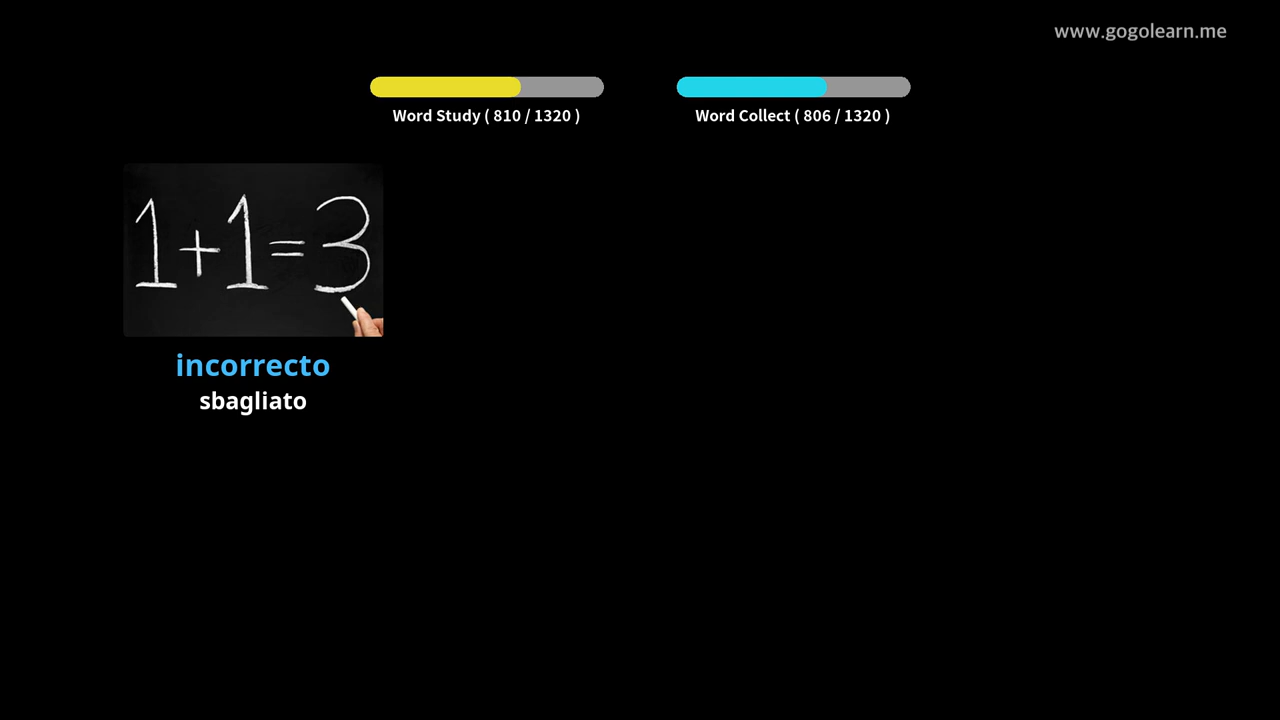 www.gogolearn.me
Word Study ( 810 / 1320 )
Word Collect ( 806 / 1320 )
1+1=3
incorrecto
sbagliato